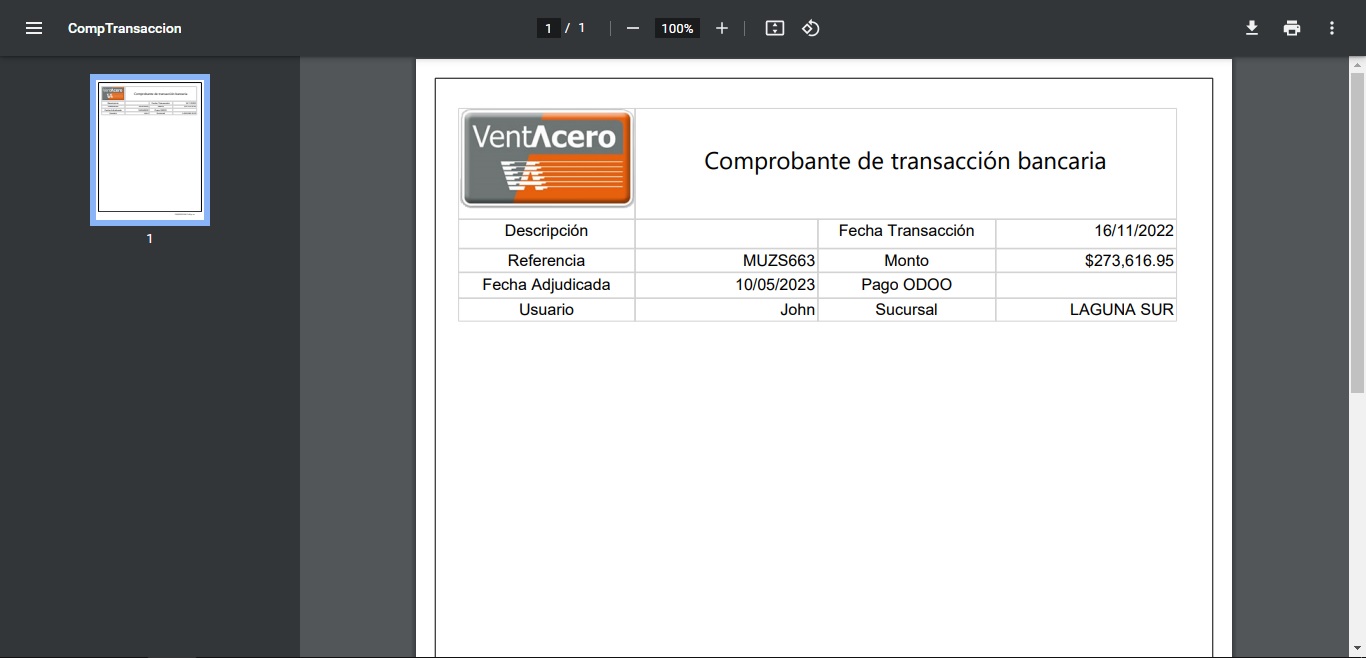 CompTransaccion
1 / 1
100%
1
VentAcero
VA
Comprobante de transacción bancaria
Descripción Fecha Transacción 16/11/2022
Referencia MUZS663 Monto $273,616.95
Fecha Adjudicada 10/05/2023 Pago ODOO
Usuario John Sucursal LAGUNA SUR